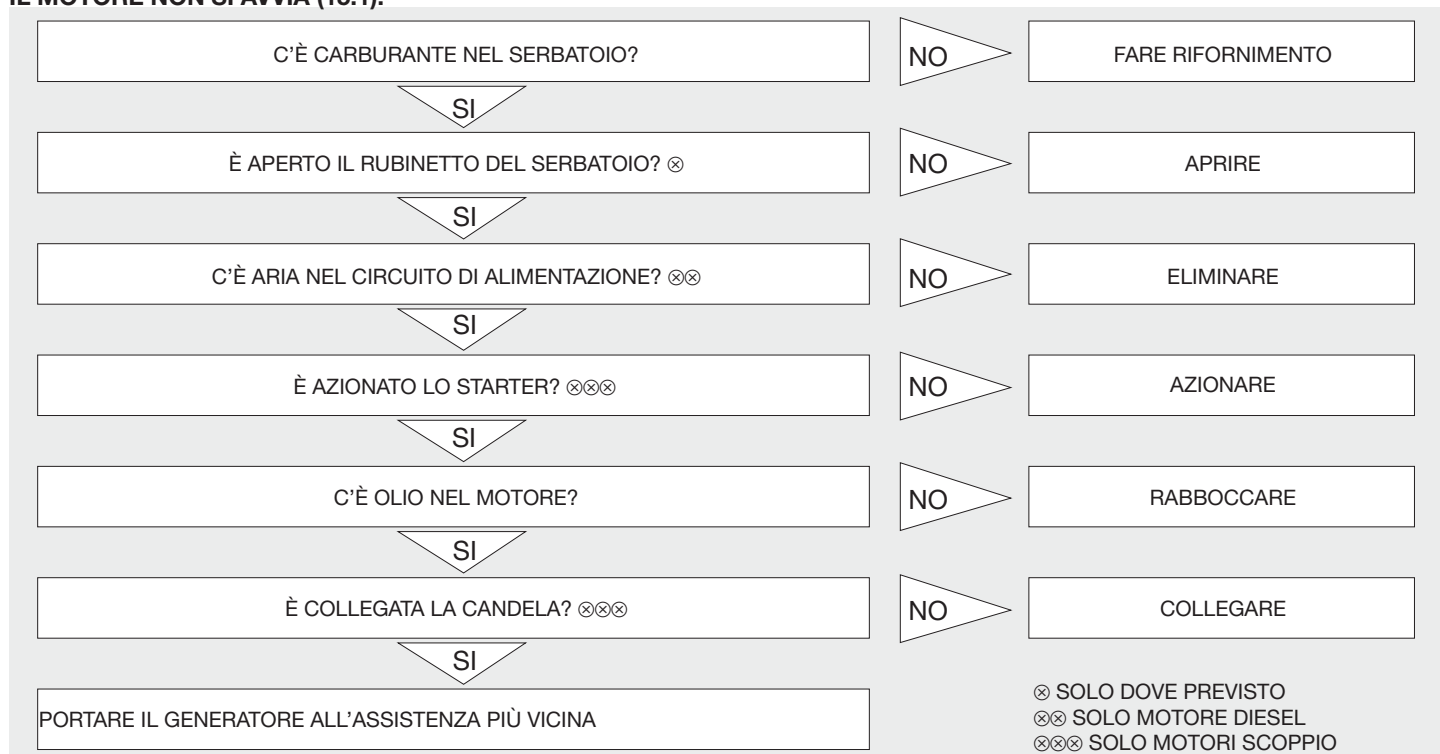 IL MOTORE NON SI AVVIA (15.1):
C'È CARBURANTE NEL SERBATOIO?
NO
FARE RIFORNIMENTO
SI
È APERTO IL RUBINETTO DEL SERBATOIO? ⊗
NO
APRIRE
SI
C'È ARIA NEL CIRCUITO DI ALIMENTAZIONE? ⊗⊗
NO
ELIMINARE
SI
È AZIONATO LO STARTER? ⊗⊗⊗
NO
AZIONARE
SI
C'È OLIO NEL MOTORE?
NO
RABBOCCARE
SI
È COLLEGATA LA CANDELA? ⊗⊗⊗
NO
COLLEGARE
SI
PORTARE IL GENERATORE ALL'ASSISTENZA PIÙ VICINA
⊗ SOLO DOVE PREVISTO
⊗⊗ SOLO MOTORE DIESEL
⊗⊗⊗ SOLO MOTORI SCOPPIO